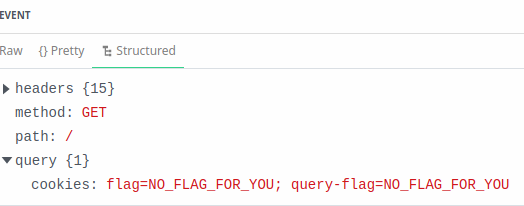 EVENT
Raw {} Pretty Structured
headers {15}
method: GET
path: /
query {1}
cookies: flag=NO_FLAG_FOR_YOU; query-flag=NO_FLAG_FOR_YOU